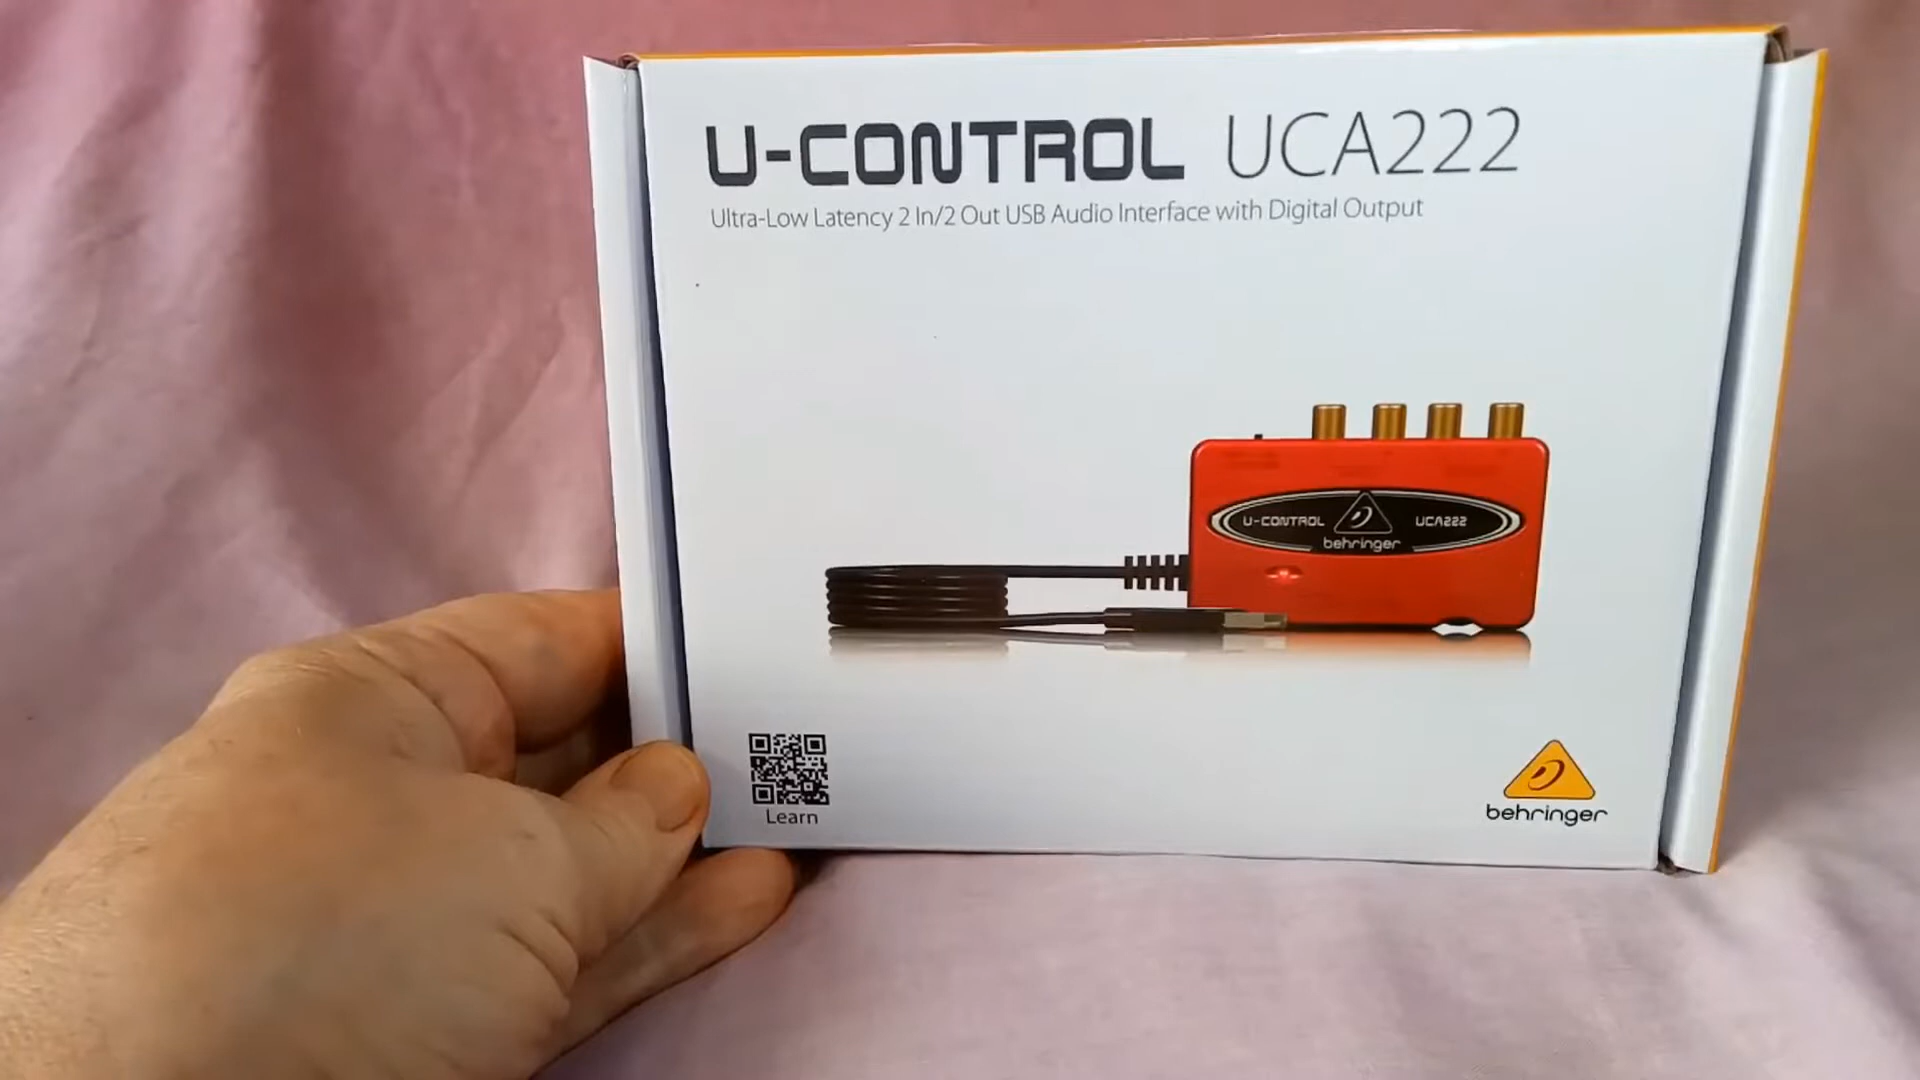 U-CONTROL UCA222
Ultra-Low Latency 2 In/2 Out USB Audio Interface with Digital Output
U-CONTROL UCA222
behringer
Learn
behringer